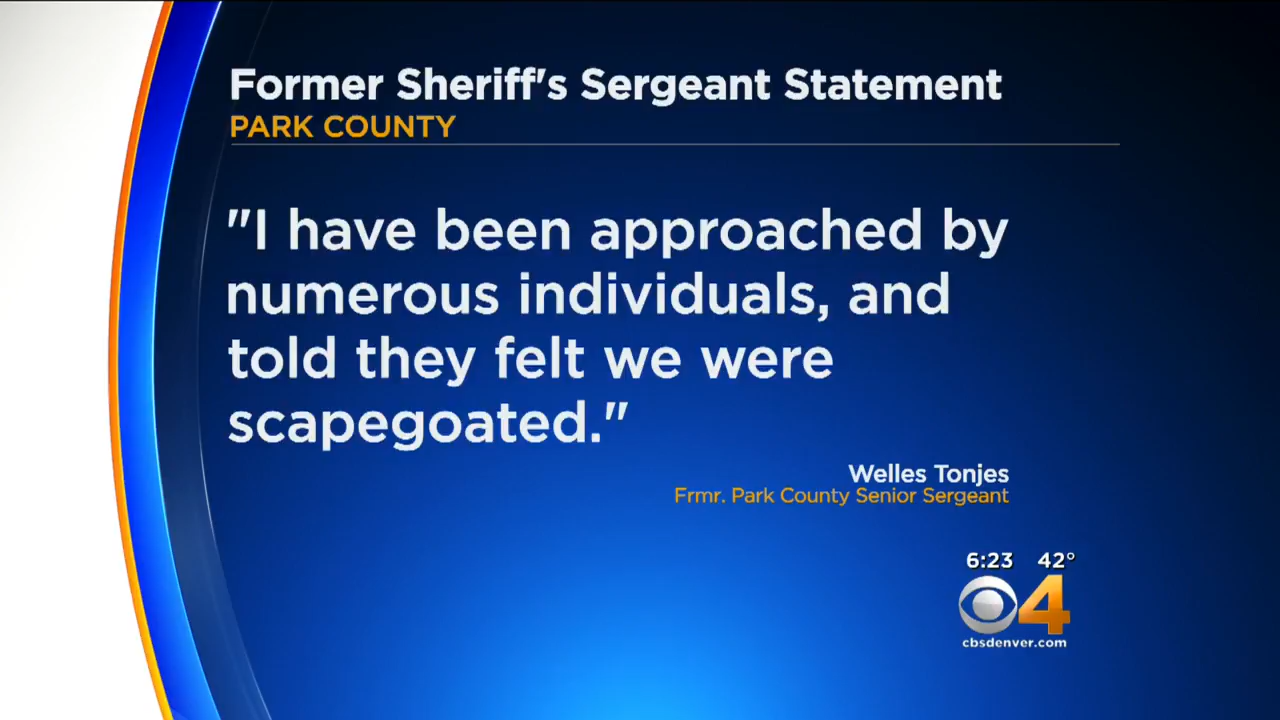 Former Sheriff's Sergeant Statement
PARK COUNTY
"I have been approached by
numerous individuals, and
told they felt we were
scapegoated."
Welles Tonjes
Frmr. Park County Senior Sergeant
6:23 42°
4
cbsdenver.com